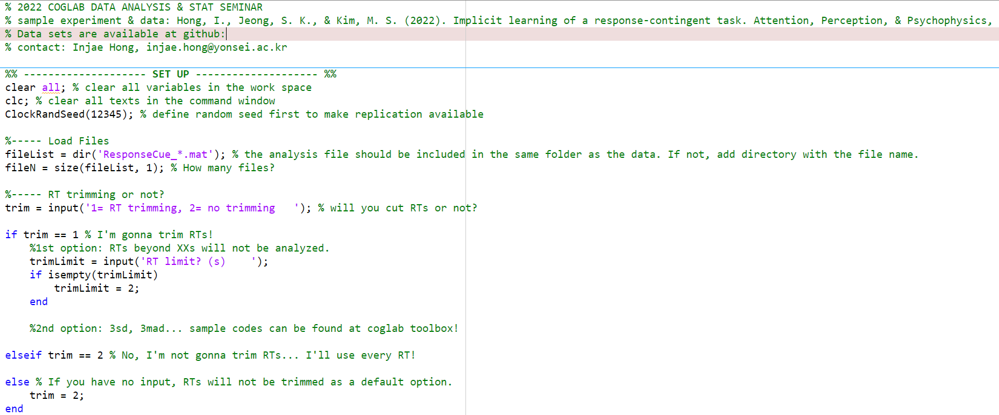 % 2022 COGLAB DATA ANALYSIS & STAT SEMINAR
% sample experiment & data: Hong, I., Jeong, S. K., & Kim, M. S. (2022). Implicit learning of a response-contingent task. Attention, Perception, & Psychophysics,
% Data sets are available at github:
% contact: Injae Hong, injae.hong@yonsei.ac.kr
%% -------------------- SET UP -------------------- %%
clear all; % clear all variables in the work space
clc; % clear all texts in the command window
ClockRandSeed(12345); % define random seed first to make replication available
%----- Load Files
fileList = dir('ResponseCue_*.mat'); % the analysis file should be included in the same folder as the data. If not, add directory with the file name.
fileN = size(fileList, 1); % How many files?
%----- RT trimming or not?
trim = input('1= RT trimming, 2= no trimming   '); % will you cut RTs or not?
if trim == 1 % I'm gonna trim RTs!
    %1st option: RTs beyond XXs will not be analyzed.
    trimLimit = input('RT limit? (s)    ');
    if isempty(trimLimit)
        trimLimit = 2;
    end
    %2nd option: 3sd, 3mad... sample codes can be found at coglab toolbox!
elseif trim == 2 % No, I'm not gonna trim RTs... I'll use every RT!
else % If you have no input, RTs will not be trimmed as a default option.
    trim = 2;
end